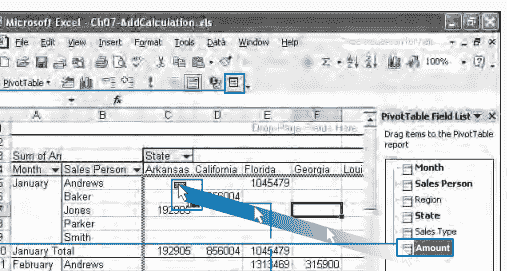 Microsoft Excel - Ch07-AddCalculation.xls
File Edit View Insert Format Tools Data Window Help
100%
PivotTable
fx
A B C D E F
Drop Page Fields Here
Sum of Am State
Month Sales Person Arkansas California Florida Georgia Loui
January Andrews 1045479
Baker 856004
Jones 192905
Parker
Smith
January Total 192905 856004 1045479
February Andrews 1313469 315900
PivotTable Field List
Drag items to the PivotTable
report
Month
Sales Person
Region
State
Sales Type
Amount